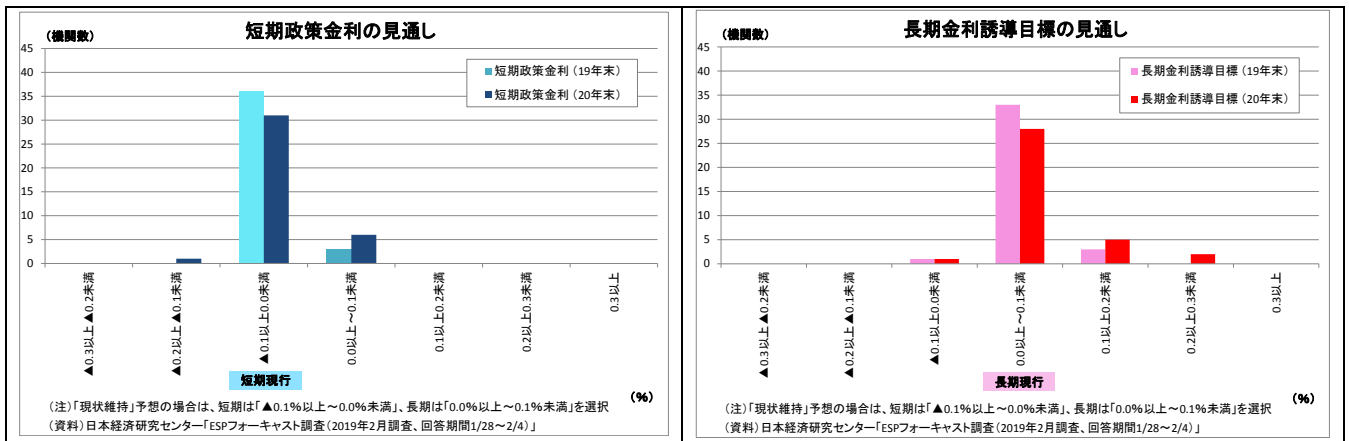 短期政策金利の見通し
(機関数)
45
40
35
30
25
20
15
10
5
0
短期政策金利(19年末)
短期政策金利(20年末)
▲0.3以上▲0.2未満
▲0.2以上▲0.1未満
▲0.1以上0.0未満
0.0以上~0.1未満
0.1以上0.2未満
0.2以上0.3未満
0.3以上
短期現行
(%)
(注)「現状維持」予想の場合は、短期は「▲0.1%以上~0.0%未満」、長期は「0.0%以上~0.1%未満」を選択
(資料)日本経済研究センター「ESPフォーキャスト調査(2019年2月調査、回答期間1/28~2/4)」
長期金利誘導目標の見通し
(機関数)
45
40
35
30
25
20
15
10
5
0
長期金利誘導目標(19年末)
長期金利誘導目標(20年末)
▲0.3以上▲0.2未満
▲0.2以上▲0.1未満
▲0.1以上0.0未満
0.0以上~0.1未満
0.1以上0.2未満
0.2以上0.3未満
0.3以上
長期現行
(%)
(注)「現状維持」予想の場合は、短期は「▲0.1%以上~0.0%未満」、長期は「0.0%以上~0.1%未満」を選択
(資料)日本経済研究センター「ESPフォーキャスト調査(2019年2月調査、回答期間1/28~2/4)」